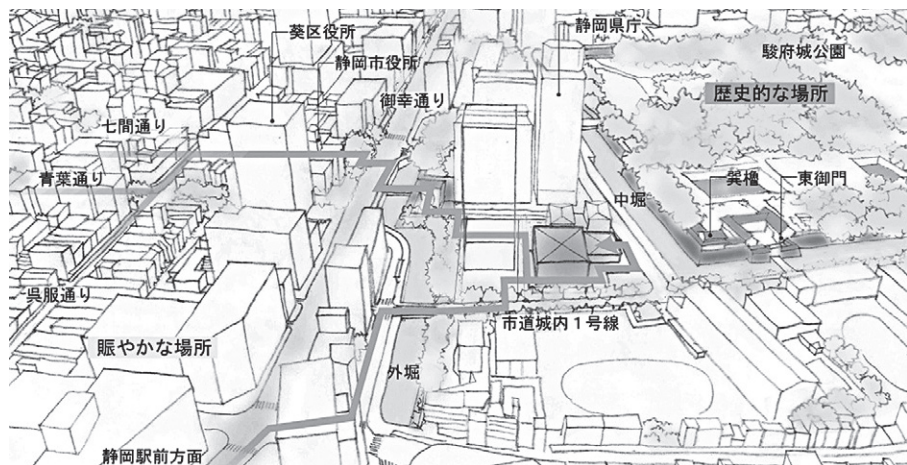 葵区役所
静岡県庁
駿府城公園
静岡市役所
歴史的な場所
御幸通り
七間通り
青葉通り
中堀
巽櫓
東御門
呉服通り
市道城内1号線
賑やかな場所
外堀
静岡駅前方面